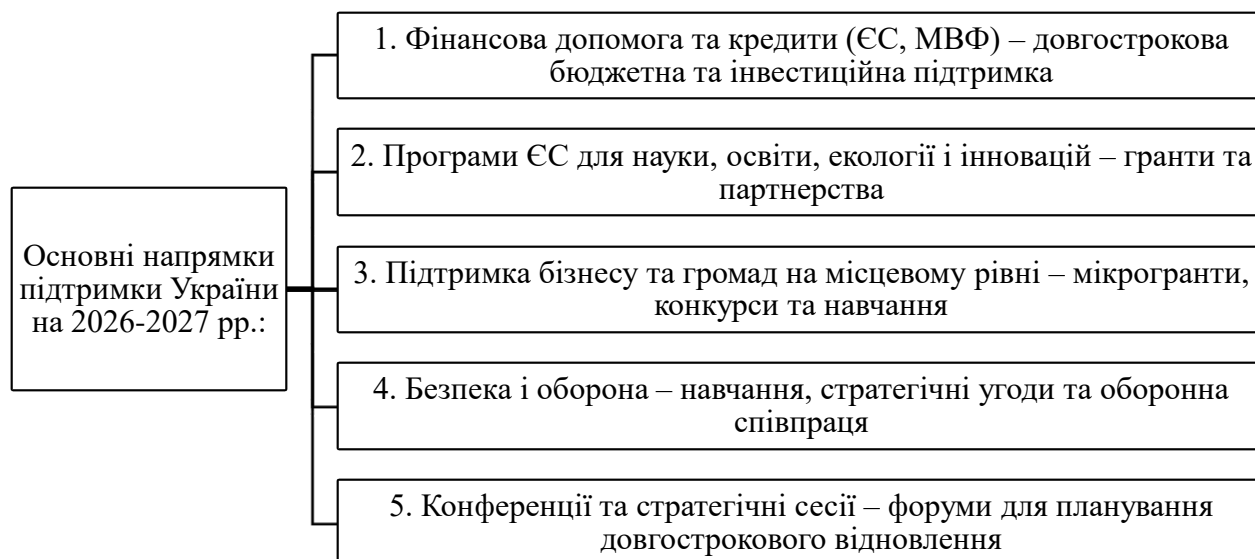 Основні напрямки
підтримки України
на 2026-2027 рр.:
1. Фінансова допомога та кредити (ЄС, МВФ) – довгострокова
бюджетна та інвестиційна підтримка
2. Програми ЄС для науки, освіти, екології і інновацій – гранти та
партнерства
3. Підтримка бізнесу та громад на місцевому рівні – мікрогранти,
конкурси та навчання
4. Безпека і оборона – навчання, стратегічні угоди та оборонна
співпраця
5. Конференції та стратегічні сесії – форуми для планування
довгострокового відновлення